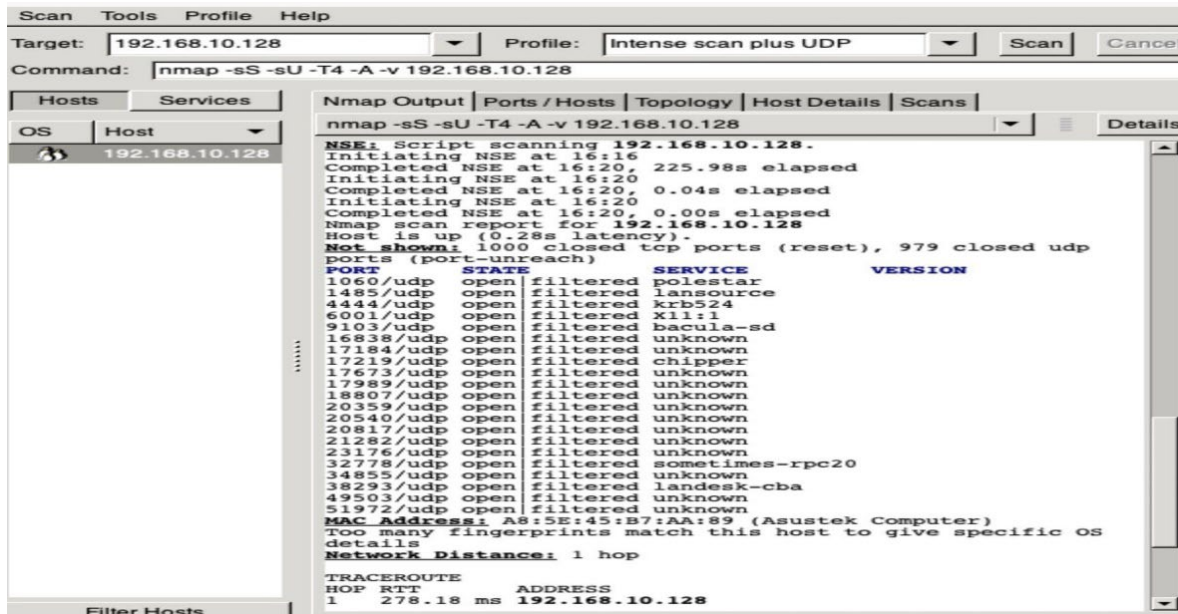 Scan Tools Profile Help
Target: 192.168.10.128 Profile: Intense scan plus UDP Scan Cance
Command: nmap -sS -sU -T4 -A -v 192.168.10.128
Hosts Services
OS Host
192.168.10.128
Filter Hosts
Nmap Output Ports / Hosts Topology Host Details Scans
nmap -sS -sU -T4 -A -v 192.168.10.128 Details
NSE: Script scanning 192.168.10.128.
Initiating NSE at 16:16
Completed NSE at 16:20, 225.98s elapsed
Initiating NSE at 16:20
Completed NSE at 16:20, 0.04s elapsed
Initiating NSE at 16:20
Completed NSE at 16:20, 0.00s elapsed
Nmap scan report for 192.168.10.128
Host is up (0.28s latency).
Not shown: 1000 closed tcp ports (reset), 979 closed udp
ports (port-unreach)
PORT STATE SERVICE VERSION
1060/udp open|filtered polestar
1485/udp open|filtered lansource
4444/udp open|filtered krb524
6001/udp open|filtered X11:1
9103/udp open|filtered bacula-sd
16838/udp open|filtered unknown
17184/udp open|filtered unknown
17219/udp open|filtered chipper
17673/udp open|filtered unknown
17989/udp open|filtered unknown
18807/udp open|filtered unknown
20359/udp open|filtered unknown
20540/udp open|filtered unknown
20817/udp open|filtered unknown
21282/udp open|filtered unknown
23176/udp open|filtered unknown
32778/udp open|filtered sometimes-rpc20
34855/udp open|filtered unknown
38293/udp open|filtered landesk-cba
49503/udp open|filtered unknown
51972/udp open|filtered unknown
MAC Address: A8:5E:45:B7:AA:89 (Asustek Computer)
Too many fingerprints match this host to give specific OS
details
Network Distance: 1 hop
TRACEROUTE
HOP RTT ADDRESS
1 278.18 ms 192.168.10.128